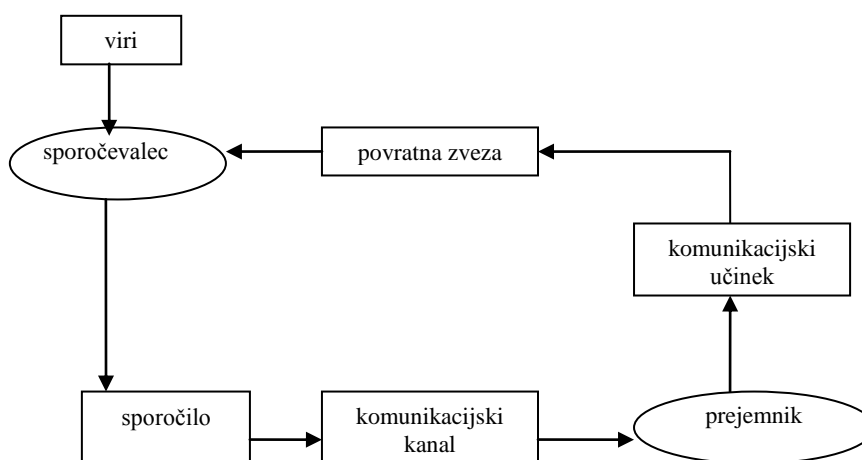 viri
sporočevalec
povratna zveza
komunikacijski
učinek
sporočilo
komunikacijski
kanal
prejemnik